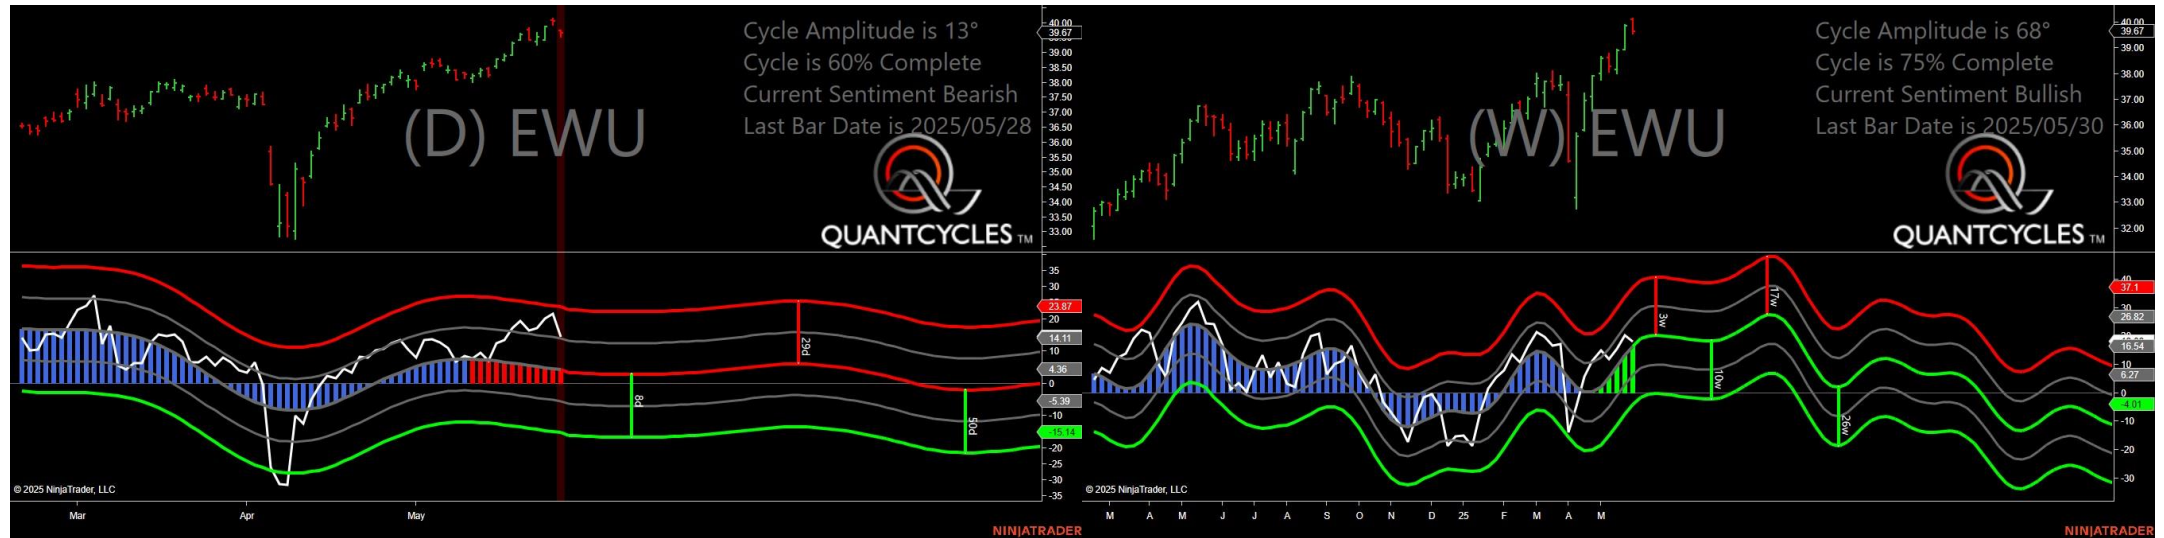 Cycle Amplitude is 13°
Cycle is 60% Complete
Current Sentiment Bearish
Last Bar Date is 2025/05/28
(D) EWU
QUANTCYCLES TM
40.00
39.67
39.00
38.50
38.00
37.50
37.00
36.50
36.00
35.50
35.00
34.50
34.00
33.50
33.00
35
30
23.87
20
14.11
10
4.36
0
-5.39
-10
-15.14
-20
-25
-30
-35
8d
29d
50d
© 2025 NinjaTrader, LLC
Mar
Apr
May
NINJATRADER
Cycle Amplitude is 68°
Cycle is 75% Complete
Current Sentiment Bullish
Last Bar Date is 2025/05/30
(W) EWU
QUANTCYCLES TM
40.00
39.67
39.00
38.00
37.00
36.00
35.00
34.00
33.00
32.00
40
37.1
30
26.82
20
16.54
10
6.27
0
-4.01
-10
-20
-30
3w
10w
17w
26w
© 2025 NinjaTrader, LLC
M A M J J A S O N D 25 F M A M
NINJATRADER